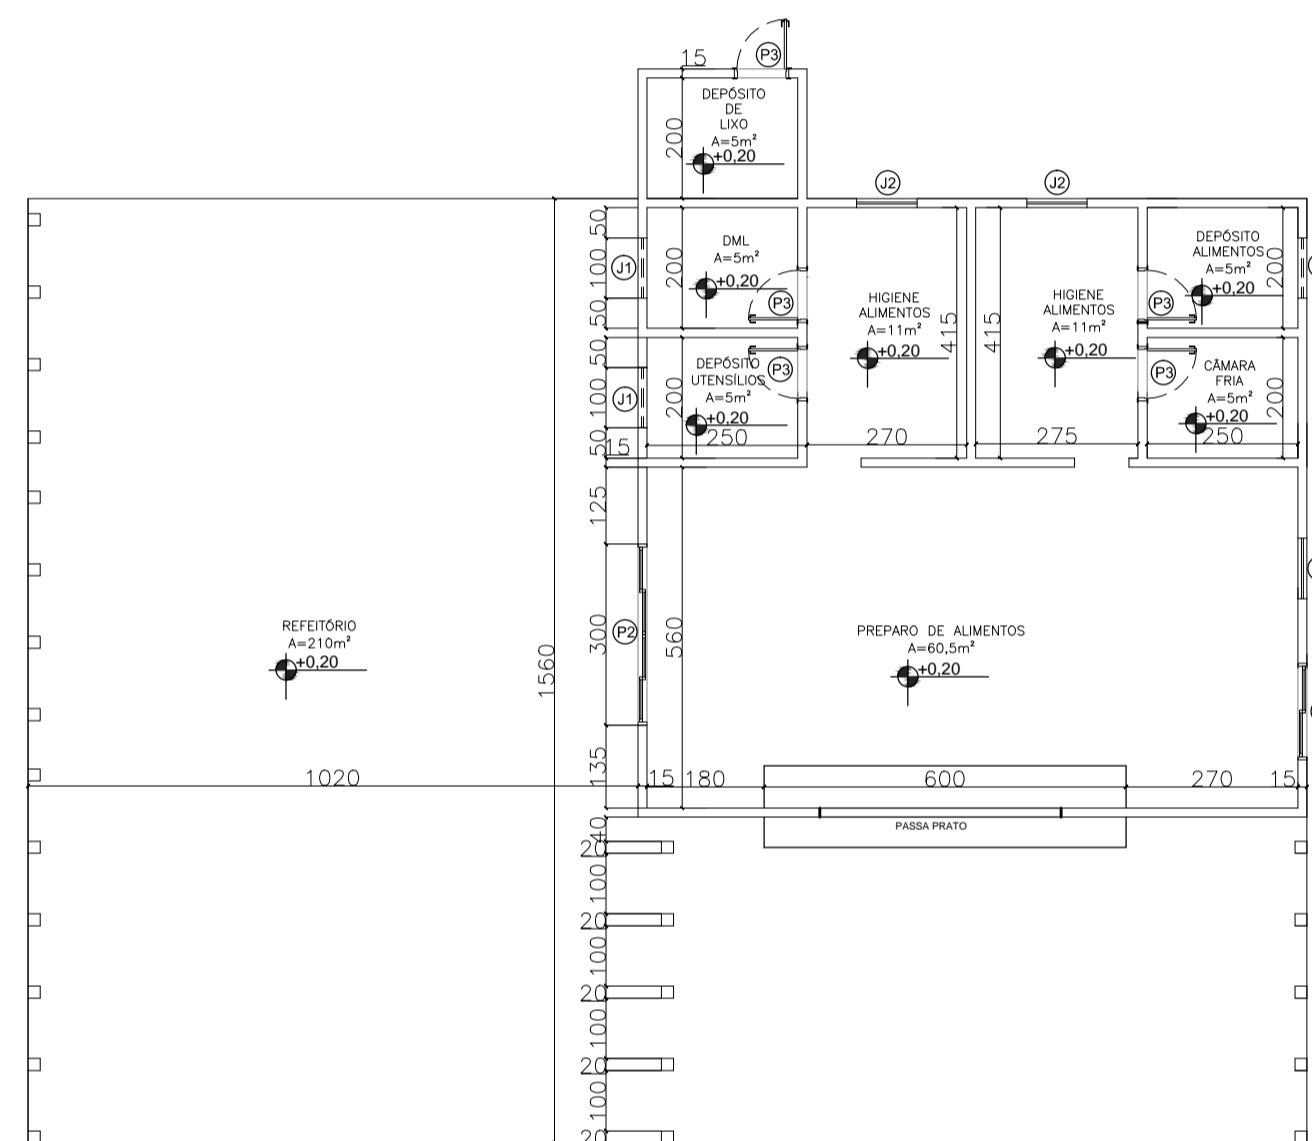 P3
15
DEPÓSITO
DE
LIXO
A=5m²
+0,20
200
J2
J2
50
100
50
J1
DML
A=5m²
+0,20
200
P3
HIGIENE
ALIMENTOS
A=11m²
+0,20
415
415
HIGIENE
ALIMENTOS
A=11m²
+0,20
DEPÓSITO
ALIMENTOS
A=5m²
+0,20
200
P3
50
100
50
J1
DEPÓSITO
UTENSÍLIOS
A=5m²
+0,20
200
P3
P3
CÂMARA
FRIA
A=5m²
+0,20
200
15
250
270
275
250
125
300
P2
560
135
1560
REFEITÓRIO
A=210m²
+0,20
PREPARO DE ALIMENTOS
A=60,5m²
+0,20
1020
15
180
600
270
15
PASSA PRATO
40
20
100
20
100
20
100
20
100
20